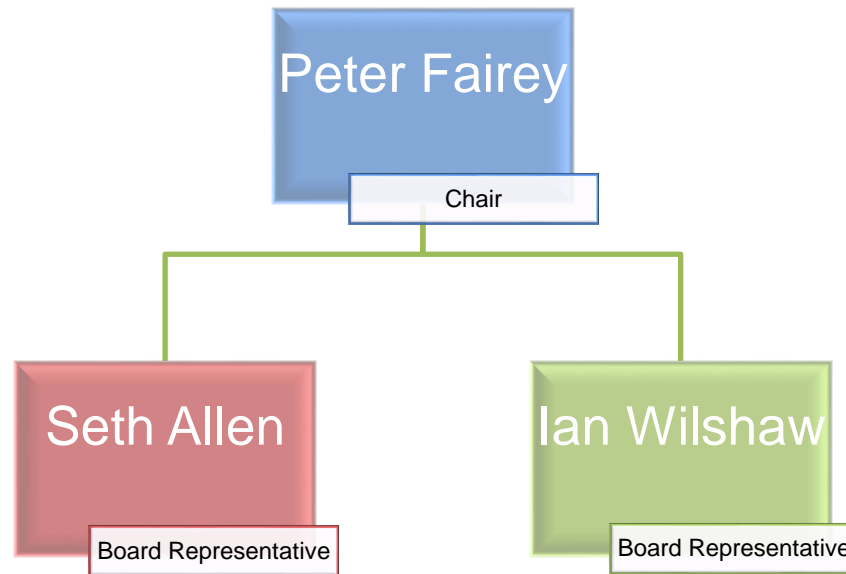 Peter Fairey
Chair
Seth Allen
Board Representative
Ian Wilshaw
Board Representative